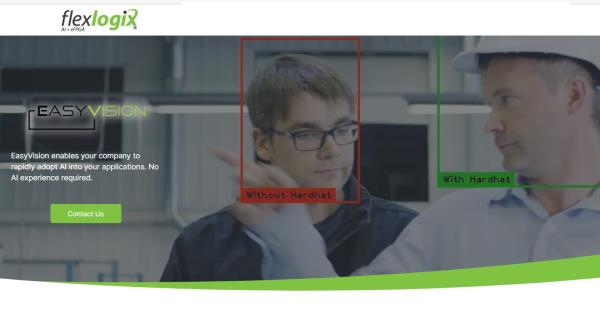 flexlogix
AI + eFPGA
EASYVISION
EasyVision enables your company to
rapidly adopt AI into your applications. No
AI experience required.
Contact Us
Without Hardhat
With Hardhat